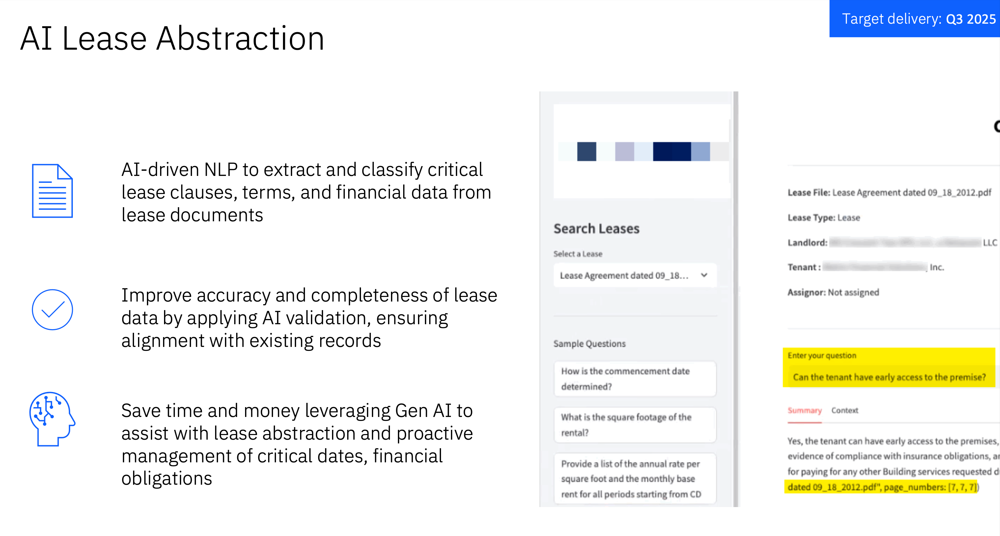 Target delivery: Q3 2025
AI Lease Abstraction
AI-driven NLP to extract and classify critical
lease clauses, terms, and financial data from
lease documents
Improve accuracy and completeness of lease
data by applying AI validation, ensuring
alignment with existing records
Save time and money leveraging Gen AI to
assist with lease abstraction and proactive
management of critical dates, financial
obligations
Search Leases
Select a Lease
Lease Agreement dated 09_18...
Sample Questions
How is the commencement date
determined?
What is the square footage of the
rental?
Provide a list of the annual rate per
square foot and the monthly base
rent for all periods starting from CD
Lease File: Lease Agreement dated 09_18_2012.pdf
Lease Type: Lease
Landlord: LLC
Tenant : Inc.
Assignor: Not assigned
Enter your question
Can the tenant have early access to the premise?
Summary Context
Yes, the tenant can have early access to the premises,
evidence of compliance with insurance obligations,
for paying for any other Building services requested
dated 09_18_2012.pdf", page_numbers: [7, 7, 7])